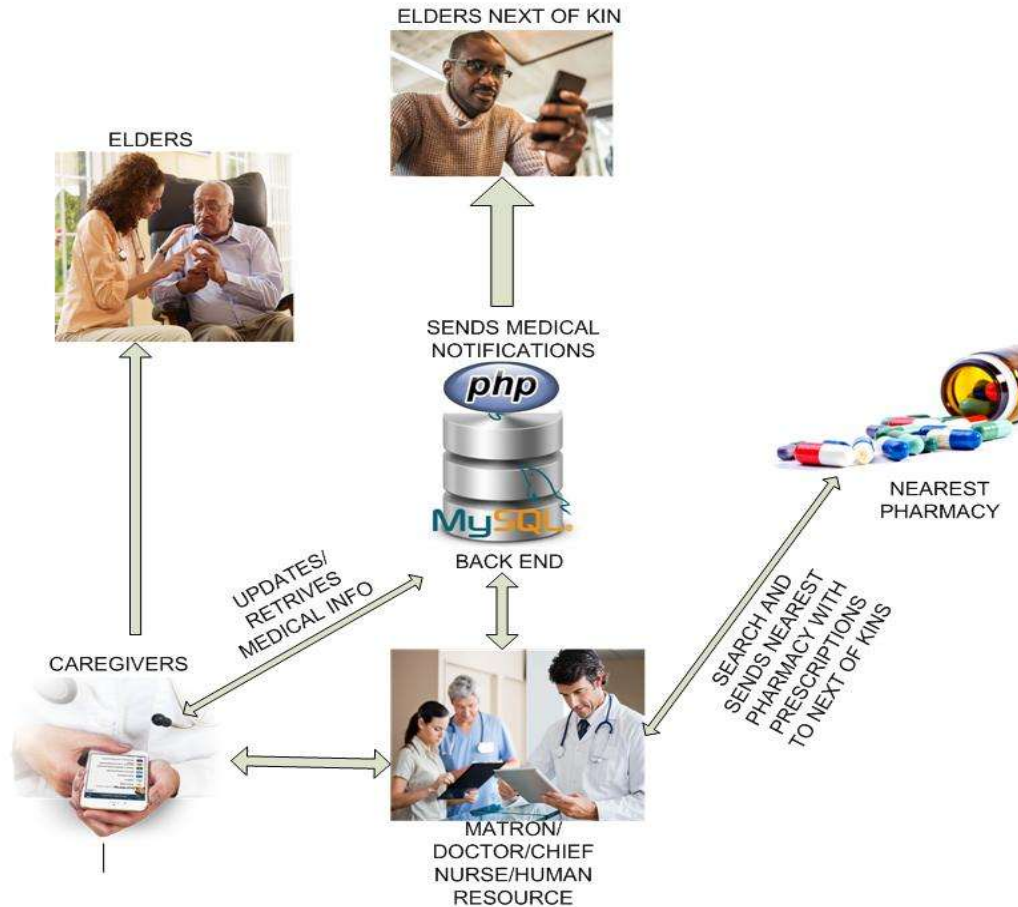 ELDERS NEXT OF KIN
ELDERS
SENDS MEDICAL
NOTIFICATIONS
php
MySQL®
BACK END
NEAREST
PHARMACY
UPDATES/
RETRIVES
MEDICAL INFO
SEARCH AND
SENDS NEAREST
PHARMACY WITH
PRESCRIPTIONS
TO NEXT OF KINS
CAREGIVERS
MATRON/
DOCTOR/CHIEF
NURSE/HUMAN
RESOURCE